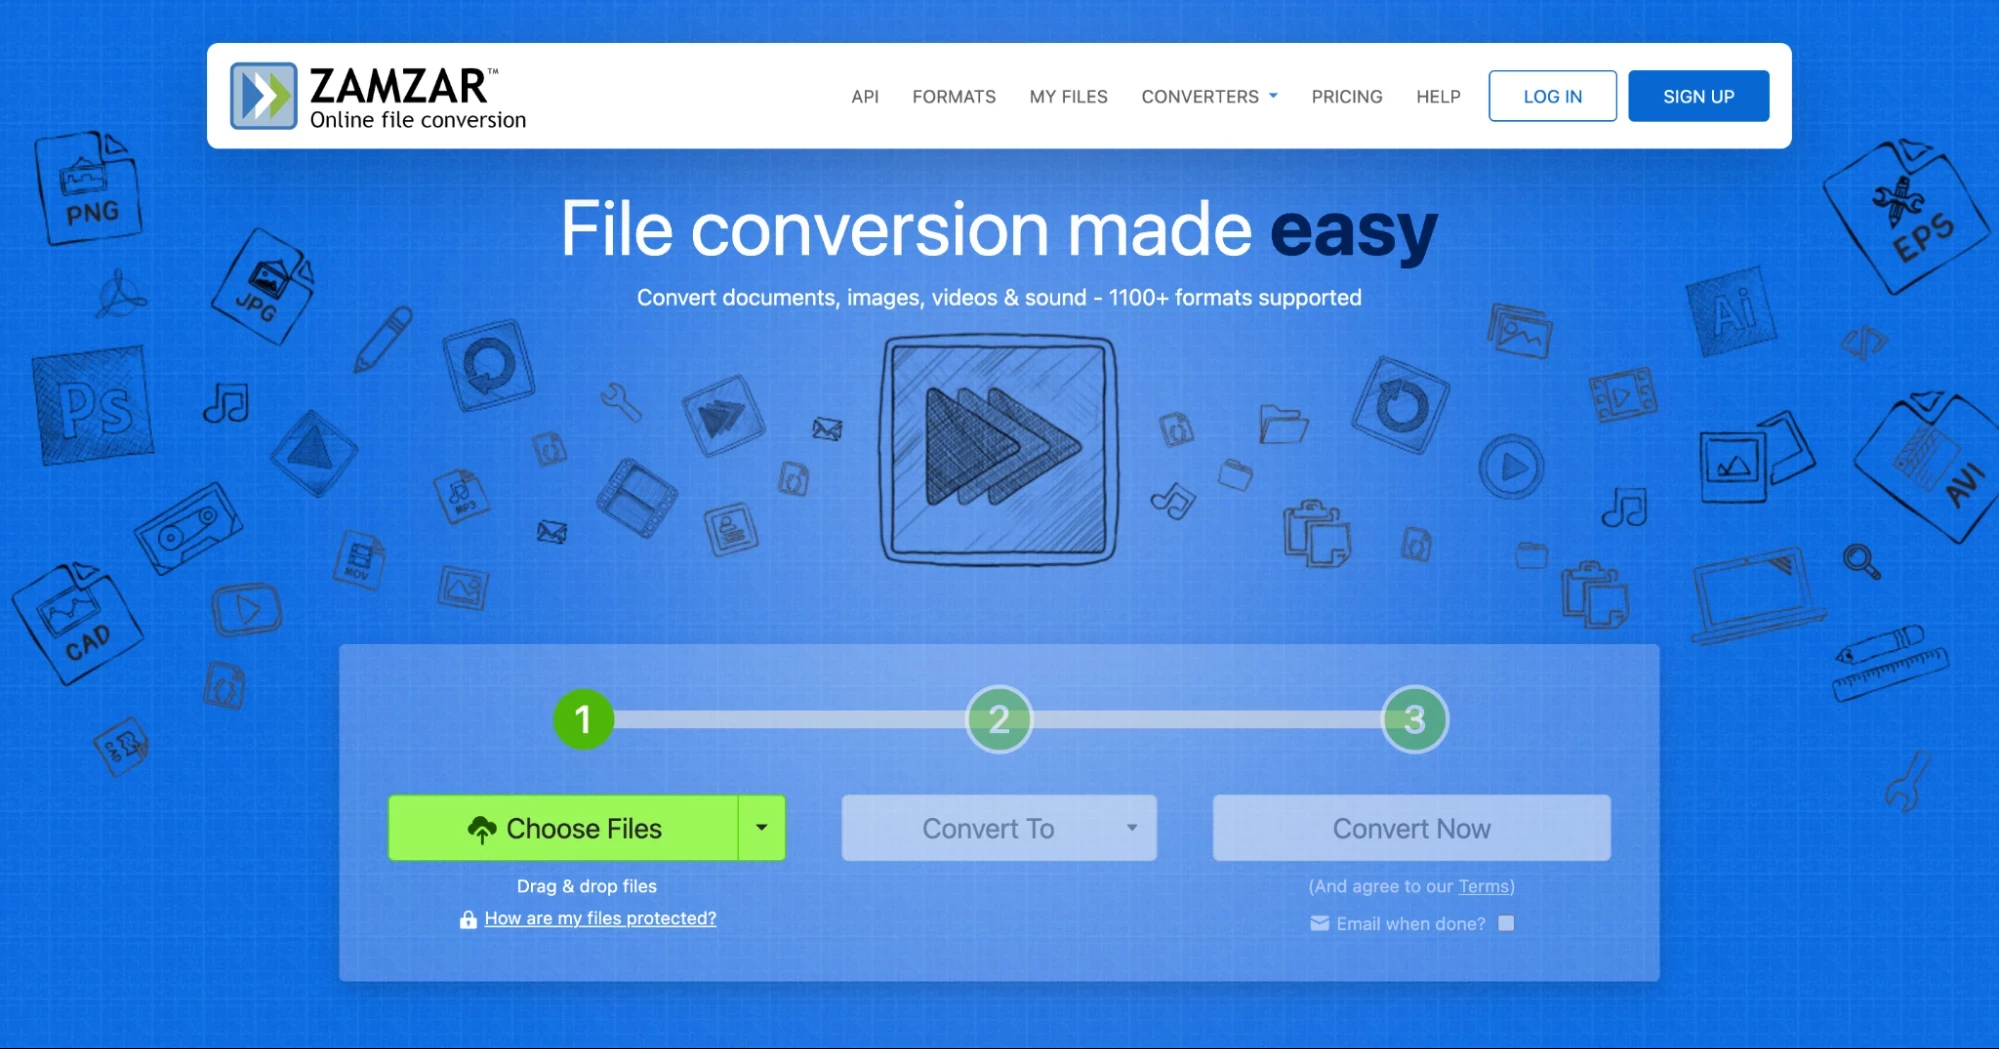 ZAMZAR™
Online file conversion
API
FORMATS
MY FILES
CONVERTERS
PRICING
HELP
LOG IN
SIGN UP
File conversion made easy
Convert documents, images, videos & sound - 1100+ formats supported
PNG
JPG
EPS
Ai
Ps
MP3
MOV
AVI
CAD
1
2
3
Choose Files
Convert To
Convert Now
Drag & drop files
How are my files protected?
(And agree to our Terms)
Email when done?